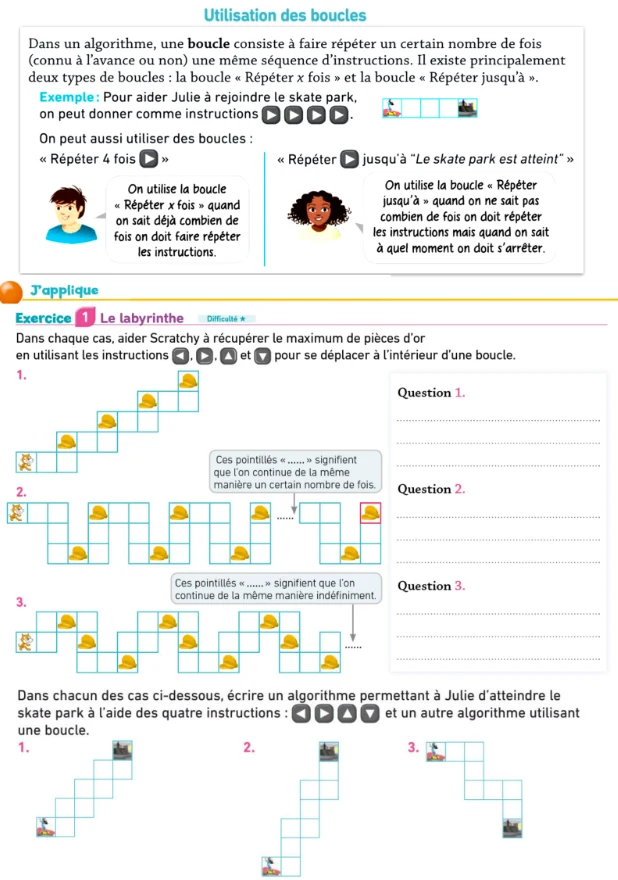 Utilisation des boucles
Dans un algorithme, une boucle consiste à faire répéter un certain nombre de fois
(connu à l'avance ou non) une même séquence d'instructions. Il existe principalement
deux types de boucles : la boucle « Répéter x fois » et la boucle « Répéter jusqu'à ».
Exemple : Pour aider Julie à rejoindre le skate park,
on peut donner comme instructions ▶ ▶ ▶ ▶.
On peut aussi utiliser des boucles :
« Répéter 4 fois ▶ »
On utilise la boucle
« Répéter x fois » quand
on sait déjà combien de
fois on doit faire répéter
les instructions.
« Répéter ▶ jusqu'à "Le skate park est atteint" »
On utilise la boucle « Répéter
jusqu'à » quand on ne sait pas
combien de fois on doit répéter
les instructions mais quand on sait
à quel moment on doit s'arrêter.
J'applique
Exercice 1 Le labyrinthe Difficulté ★
Dans chaque cas, aider Scratchy à récupérer le maximum de pièces d'or
en utilisant les instructions ◀, ▶, ▲ et ▼ pour se déplacer à l'intérieur d'une boucle.
1.
Ces pointillés « ...... » signifient
que l'on continue de la même
manière un certain nombre de fois.
2.
......
Ces pointillés « ...... » signifient que l'on
continue de la même manière indéfiniment.
3.
......
Question 1.
Question 2.
Question 3.
Dans chacun des cas ci-dessous, écrire un algorithme permettant à Julie d'atteindre le
skate park à l'aide des quatre instructions : ◀ ▶ ▲ ▼ et un autre algorithme utilisant
une boucle.
1.
2.
3.